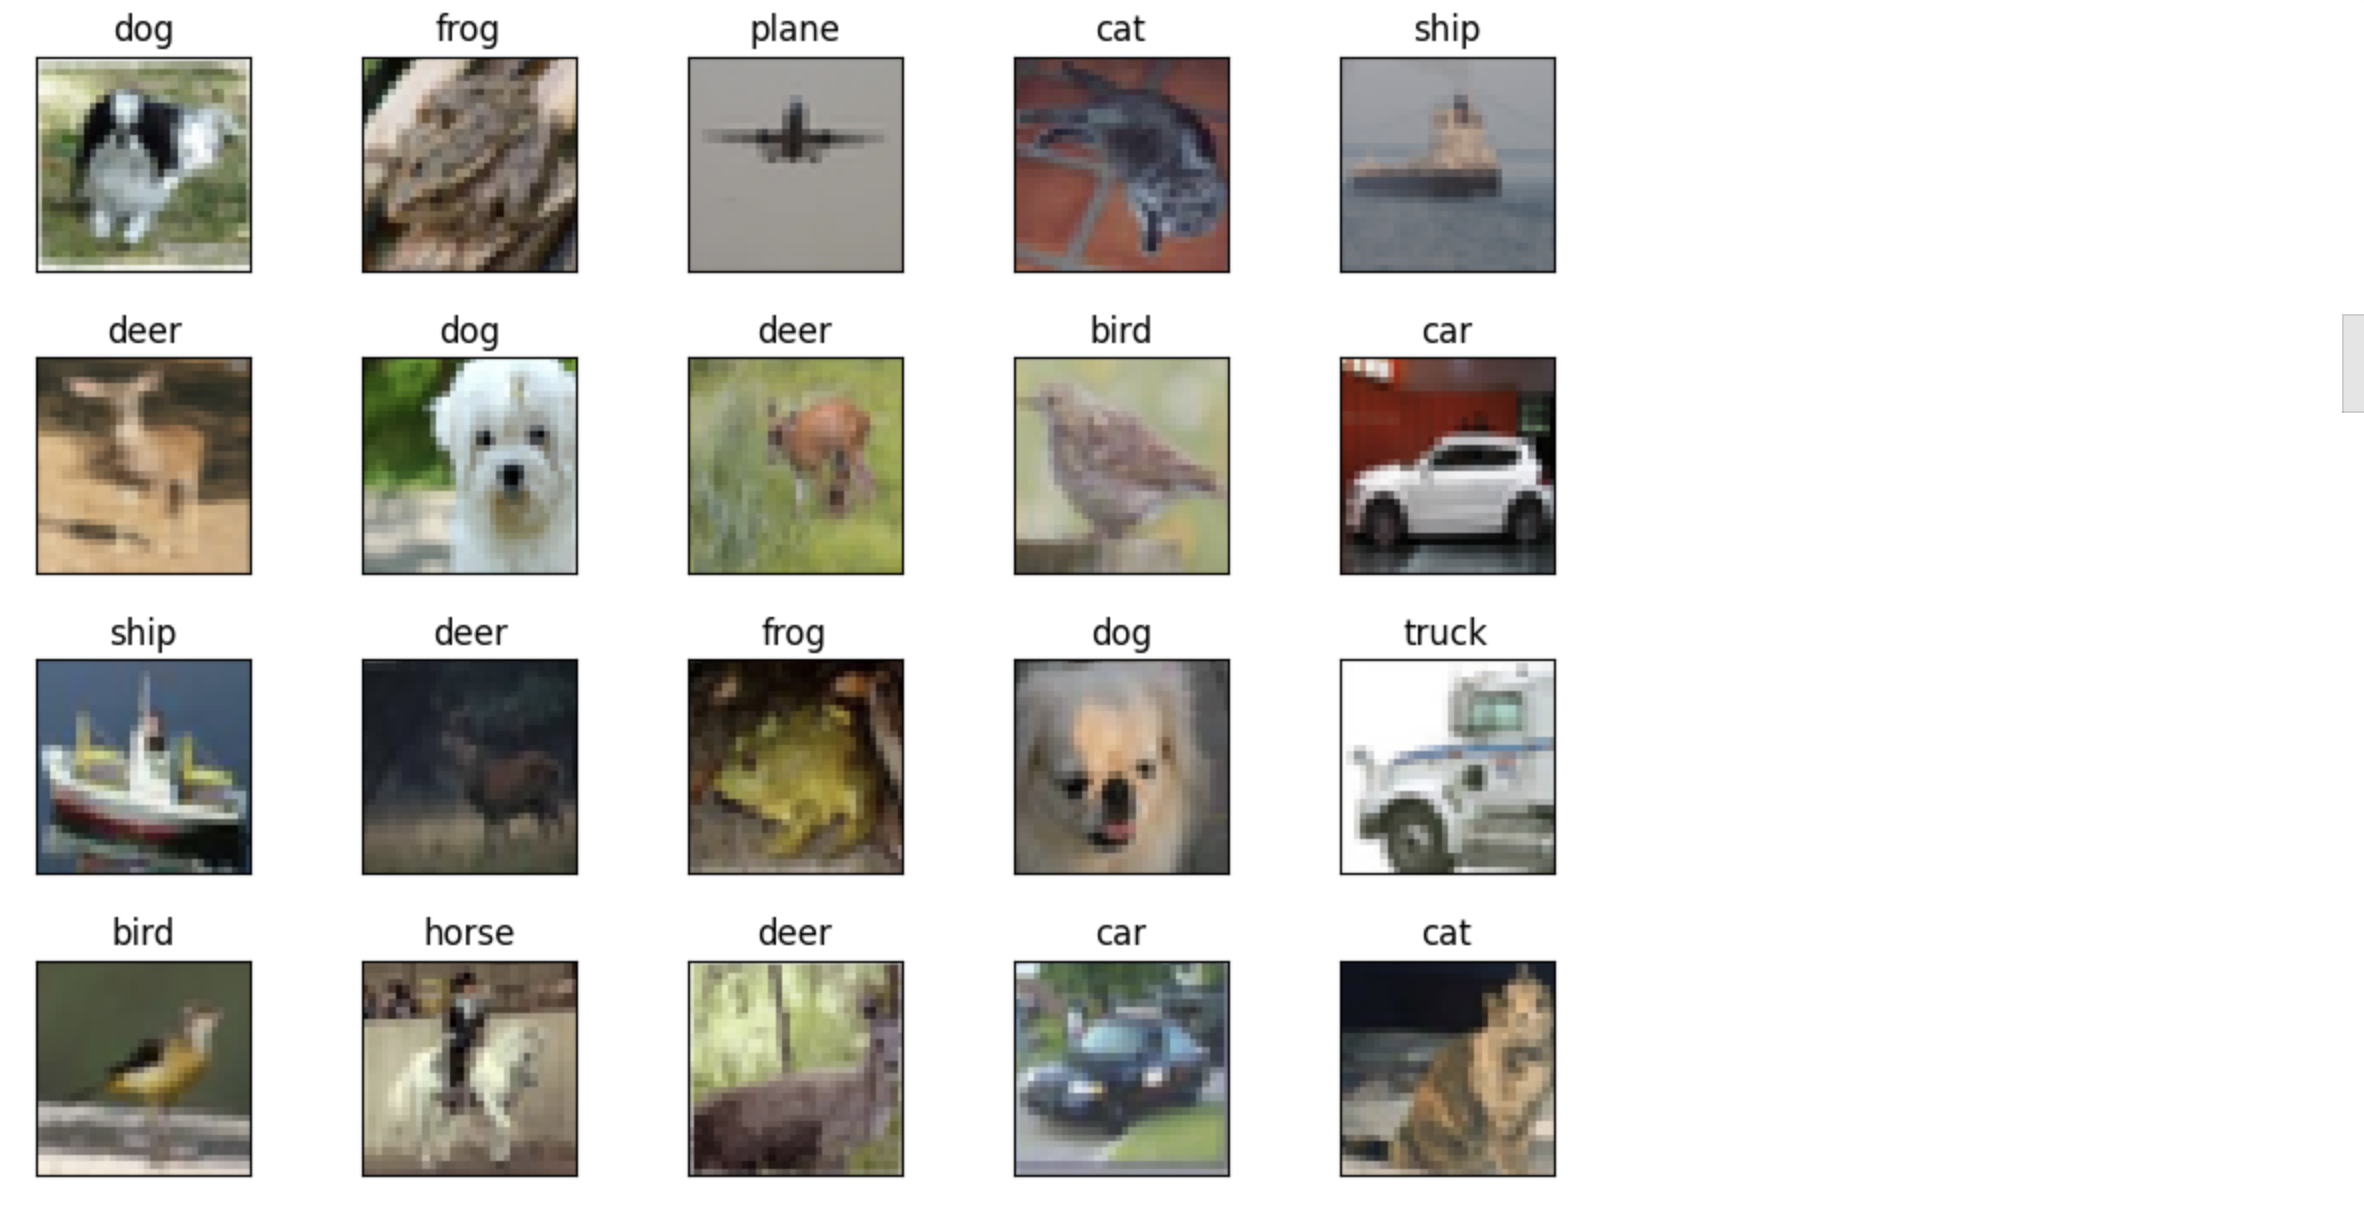 dog frog plane cat ship
deer dog deer bird car
ship deer frog dog truck
bird horse deer car cat